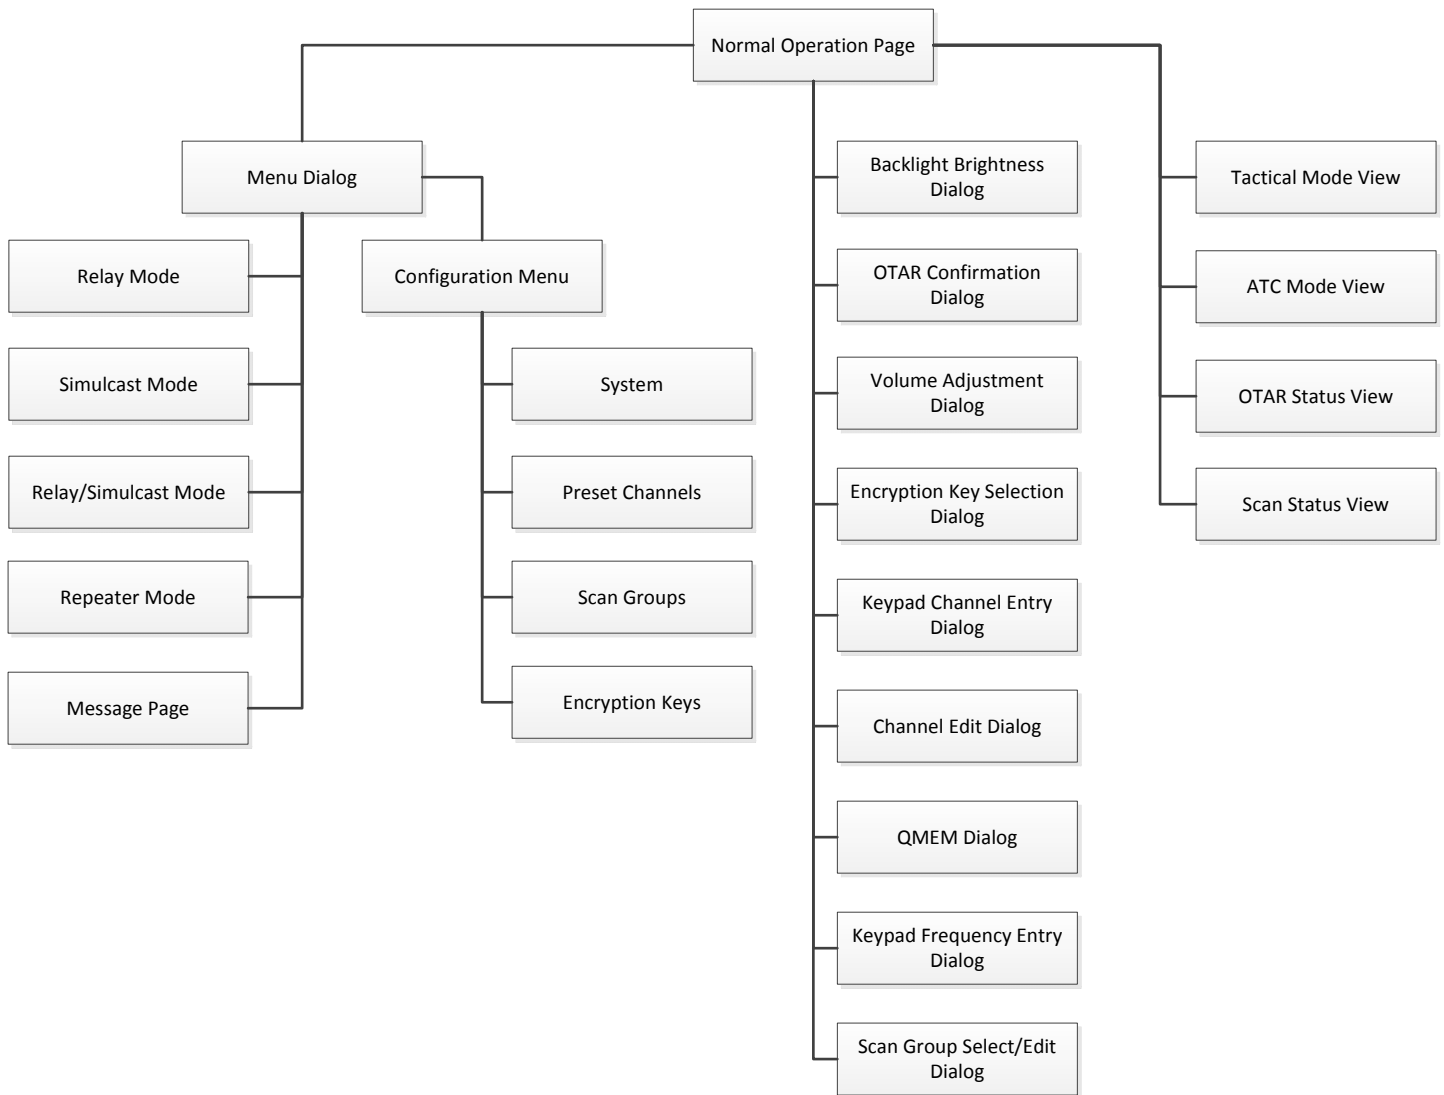 Normal Operation Page
Menu Dialog
Relay Mode
Simulcast Mode
Relay/Simulcast Mode
Repeater Mode
Message Page
Configuration Menu
System
Preset Channels
Scan Groups
Encryption Keys
Backlight Brightness
Dialog
OTAR Confirmation
Dialog
Volume Adjustment
Dialog
Encryption Key Selection
Dialog
Keypad Channel Entry
Dialog
Channel Edit Dialog
QMEM Dialog
Keypad Frequency Entry
Dialog
Scan Group Select/Edit
Dialog
Tactical Mode View
ATC Mode View
OTAR Status View
Scan Status View